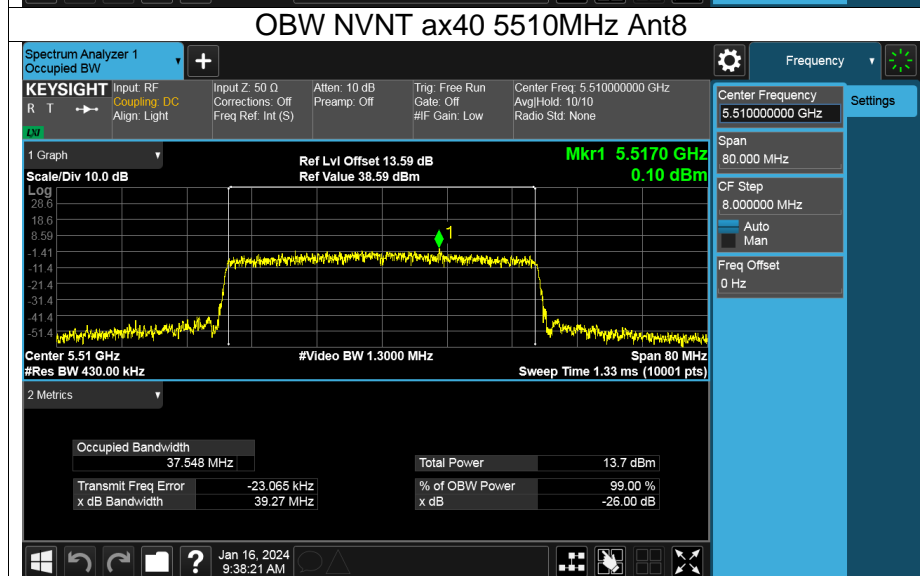 OBW NVNT ax40 5510MHz Ant8
Spectrum Analyzer 1
Occupied BW
+
Frequency
KEYSIGHT
R T
LXI
Input: RF
Coupling: DC
Align: Light
Input Z: 50 Ω
Corrections: Off
Freq Ref: Int (S)
Atten: 10 dB
Preamp: Off
Trig: Free Run
Gate: Off
#IF Gain: Low
Center Freq: 5.510000000 GHz
Avg|Hold: 10/10
Radio Std: None
Center Frequency
5.510000000 GHz
Settings
Span
80.000 MHz
CF Step
8.000000 MHz
Auto
Man
Freq Offset
0 Hz
1 Graph
Scale/Div 10.0 dB
Ref Lvl Offset 13.59 dB
Ref Value 38.59 dBm
Mkr1 5.5170 GHz
0.10 dBm
Log
28.6
18.6
8.59
-1.41
-11.4
-21.4
-31.4
-41.4
-51.4
1
Center 5.51 GHz
#Res BW 430.00 kHz
#Video BW 1.3000 MHz
Span 80 MHz
Sweep Time 1.33 ms (10001 pts)
2 Metrics
Occupied Bandwidth
37.548 MHz
Transmit Freq Error -23.065 kHz
x dB Bandwidth 39.27 MHz
Total Power 13.7 dBm
% of OBW Power 99.00 %
x dB -26.00 dB
?
Jan 16, 2024
9:38:21 AM